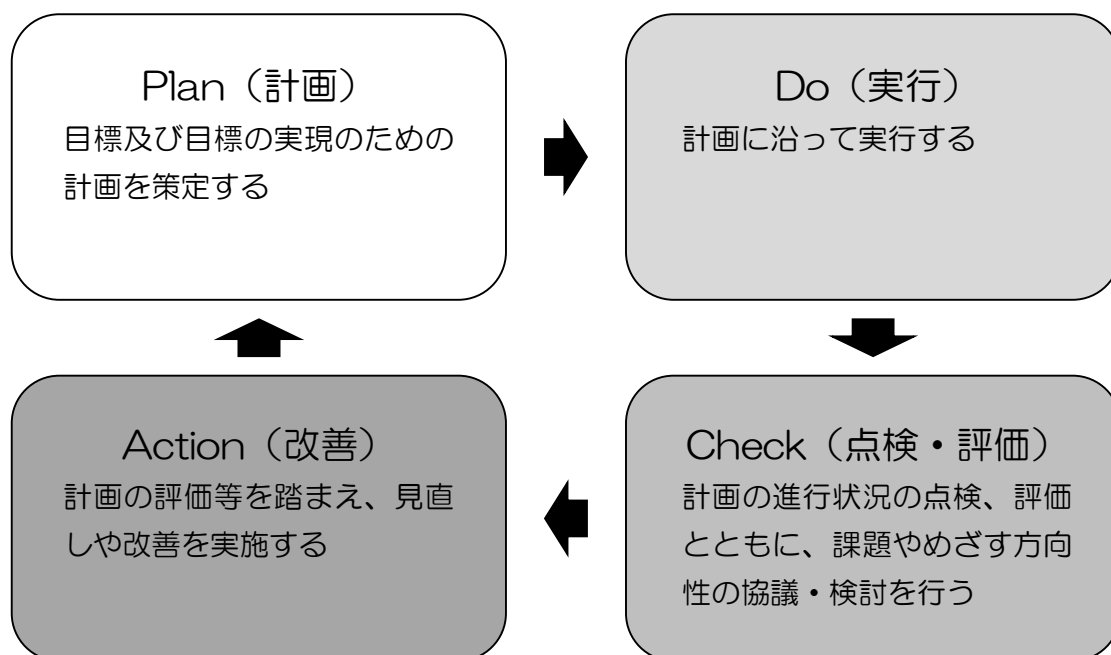 Plan（計画）
目標及び目標の実現のための
計画を策定する
Do（実行）
計画に沿って実行する
Action（改善）
計画の評価等を踏まえ、見直
しや改善を実施する
Check（点検・評価）
計画の進行状況の点検、評価
とともに、課題やめざす方向
性の協議・検討を行う